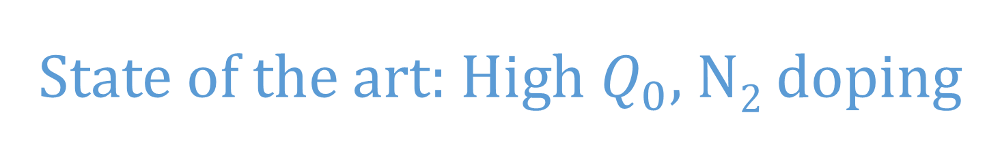 State of the art: High Q₀, N₂ doping